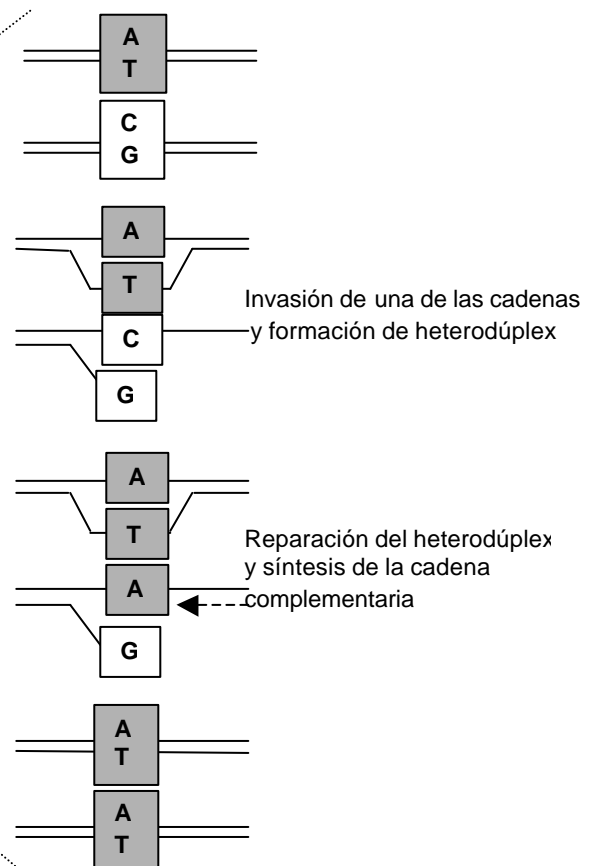 A
T
C
G
A
T
Invasión de una de las cadenas
C
y formación de heterodúplex
G
A
T
Reparación del heterodúplex
y síntesis de la cadena
A
complementaria
G
A
T
A
T